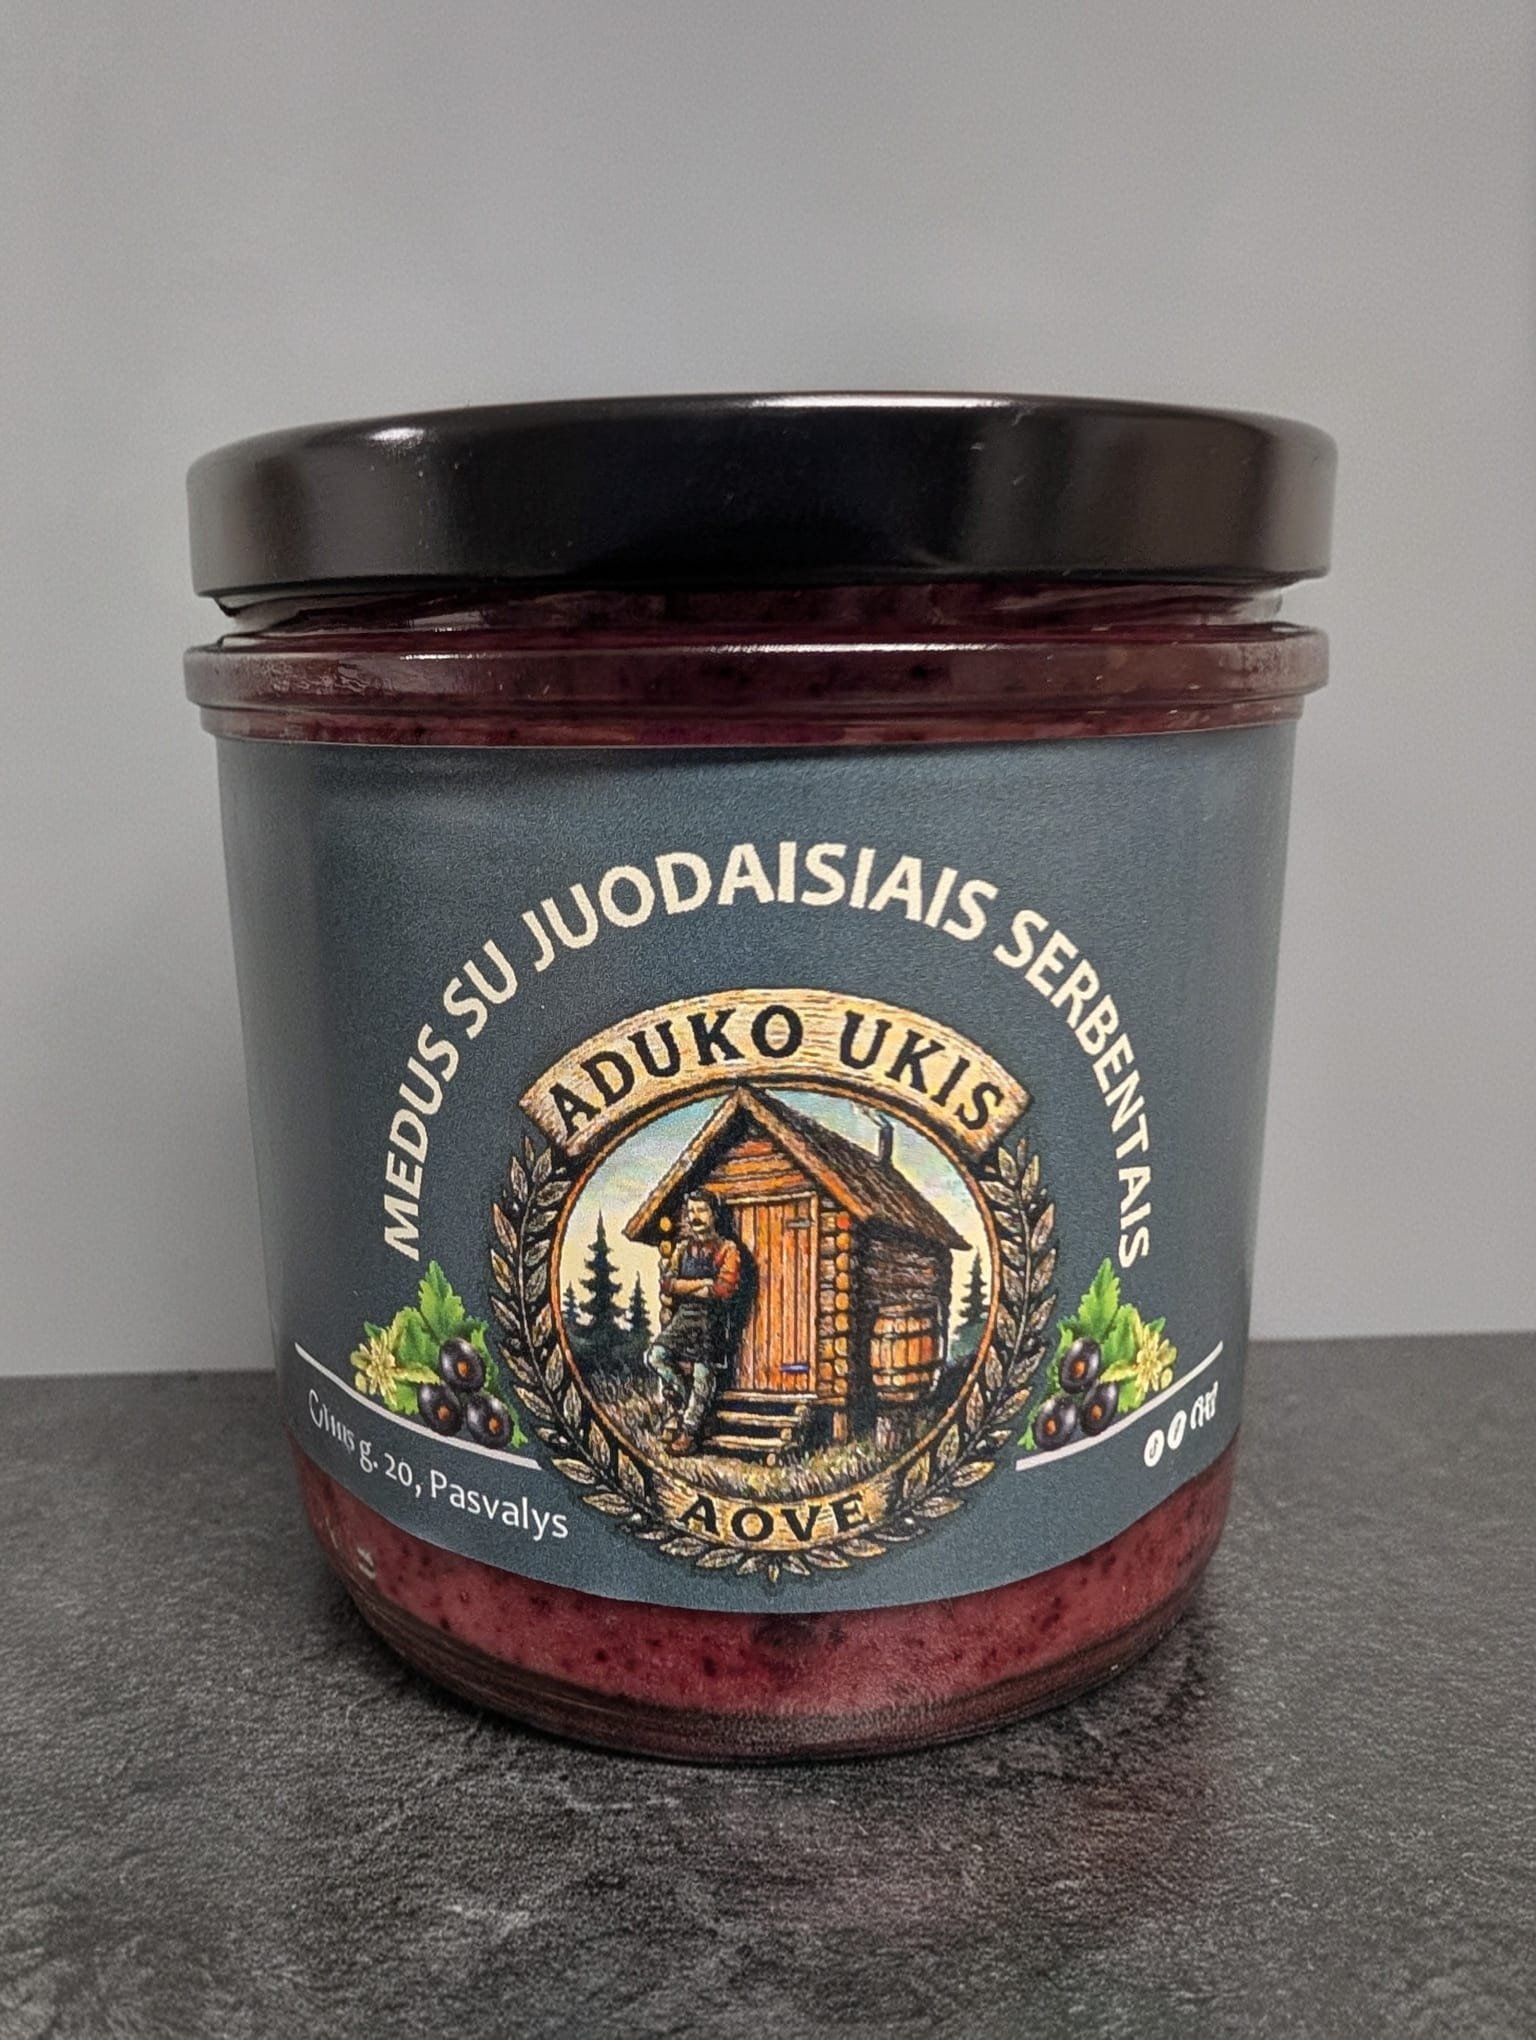 MEDUS SU JUODAISIAIS SERBENTAIS
ADUKO UKIS
AOVE
g. 20, Pasvalys